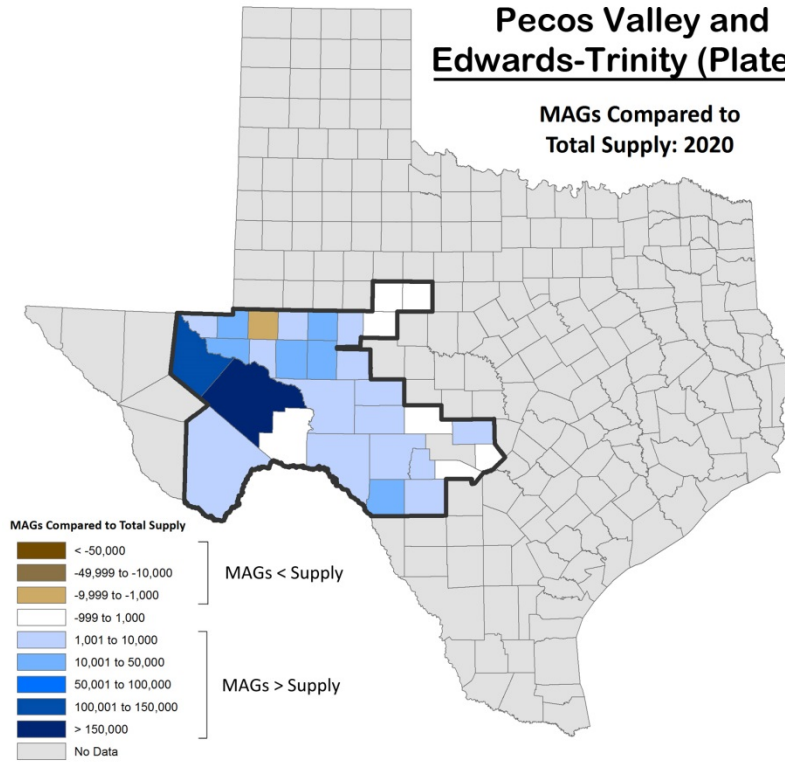 Pecos Valley and
Edwards-Trinity (Plate
MAGs Compared to
Total Supply: 2020
MAGs Compared to Total Supply
< -50,000
-49,999 to -10,000
-9,999 to -1,000
MAGs < Supply
-999 to 1,000
1,001 to 10,000
10,001 to 50,000
50,001 to 100,000
100,001 to 150,000
> 150,000
MAGs > Supply
No Data